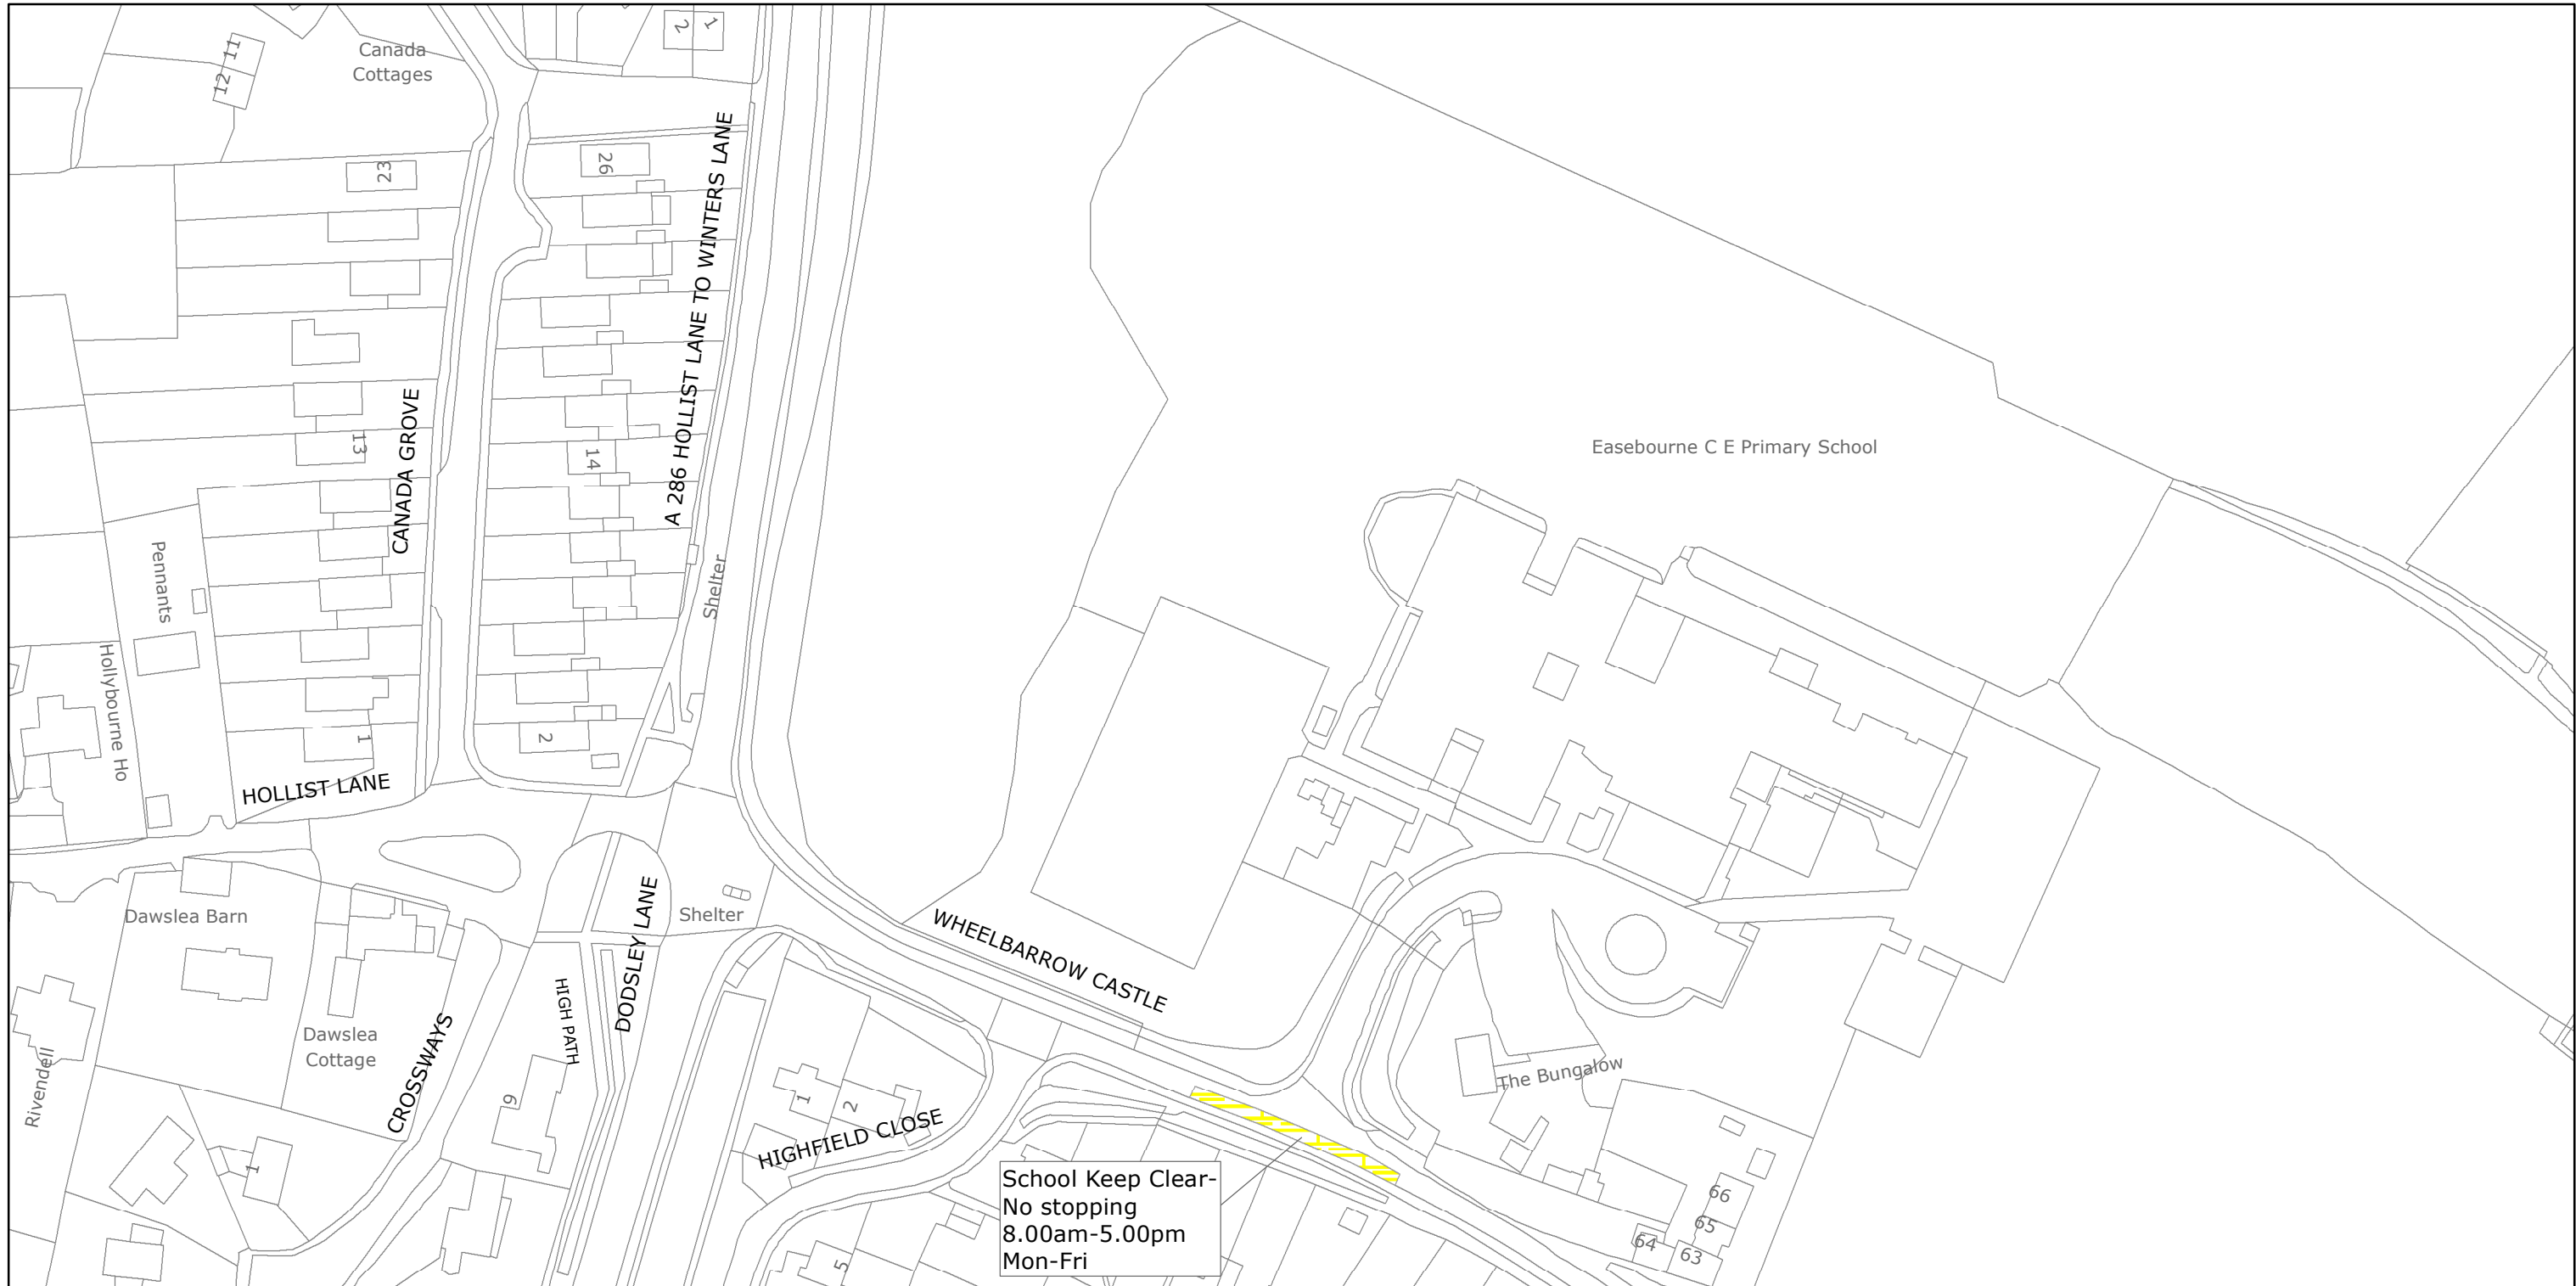 11
12
Canada
Cottages
2
1
23
26
A 286 HOLLIST LANE TO WINTERS LANE
CANADA GROVE
13
14
Easebourne C E Primary School
Pennants
Shelter
Hollybourne Ho
1
2
HOLLIST LANE
Dawslea Barn
Shelter
DODSLEY LANE
WHEELBARROW CASTLE
HIGH PATH
Dawslea
Cottage
CROSSWAYS
Rivendell
9
1
2
HIGHFIELD CLOSE
The Bungalow
1
School Keep Clear-
No stopping
8.00am-5.00pm
Mon-Fri
5
66
65
64
63